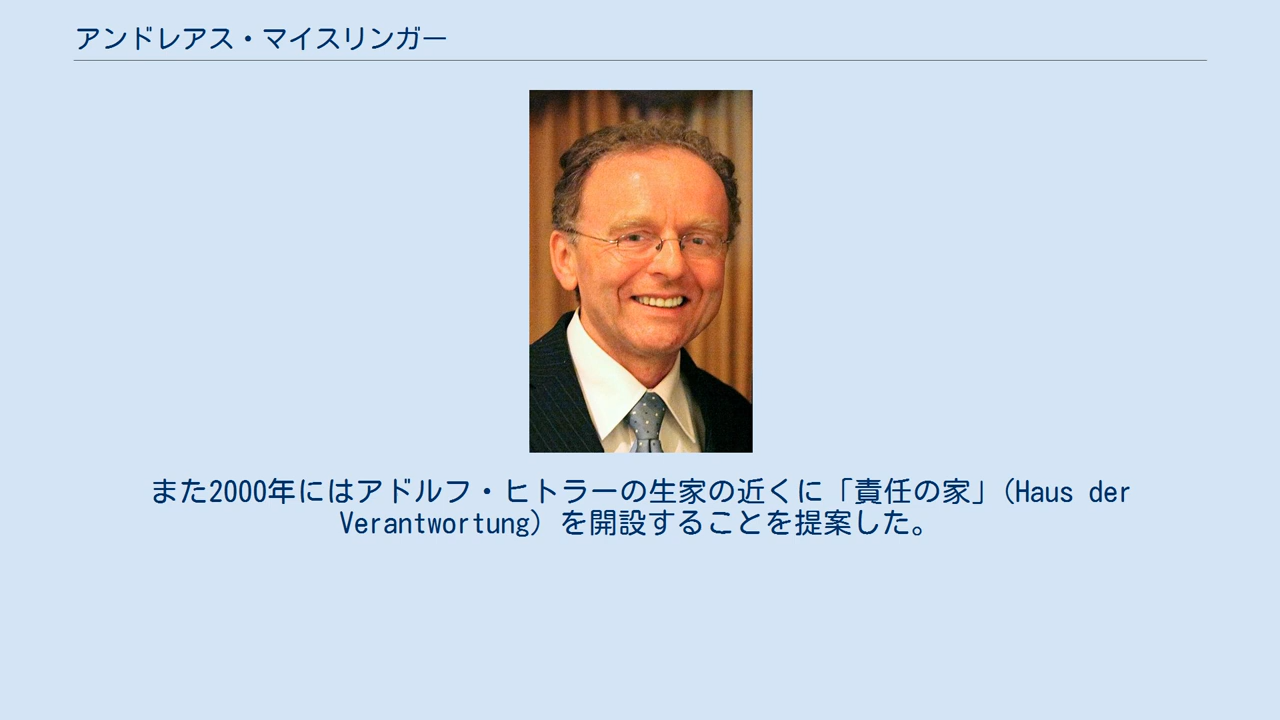 アンドレアス・マイスリンガー
また2000年にはアドルフ・ヒトラーの生家の近くに「責任の家」(Haus der
Verantwortung) を開設することを提案した。